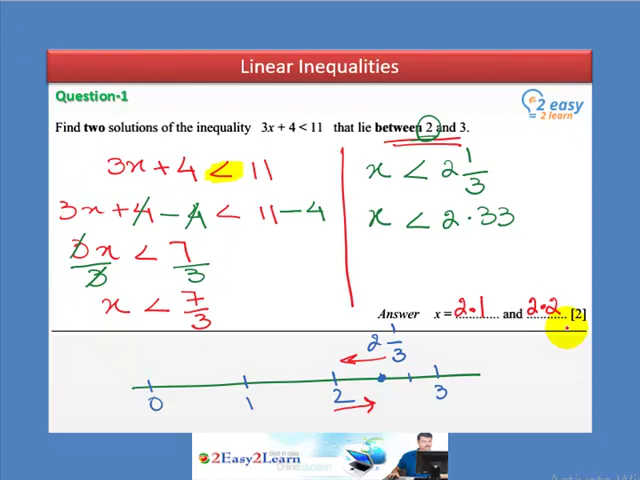 Linear Inequalities
Question-1
2 easy
2 learn
Find two solutions of the inequality 3x + 4 < 11 that lie between 2 and 3.
3x + 4 < 11
3x + 4 - 4 < 11 - 4
3x/3 < 7/3
x < 7/3
x < 2 1/3
x < 2.33
Answer x = 2.1 and 2.2 [2]
2 1/3
0 1 2 3
2Easy2Learn
Online Education